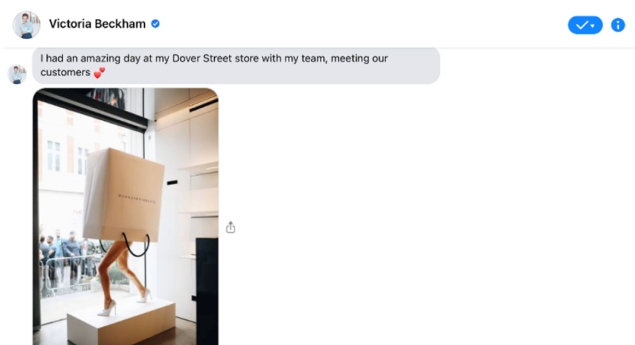 Victoria Beckham
I had an amazing day at my Dover Street store with my team, meeting our
customers 💕